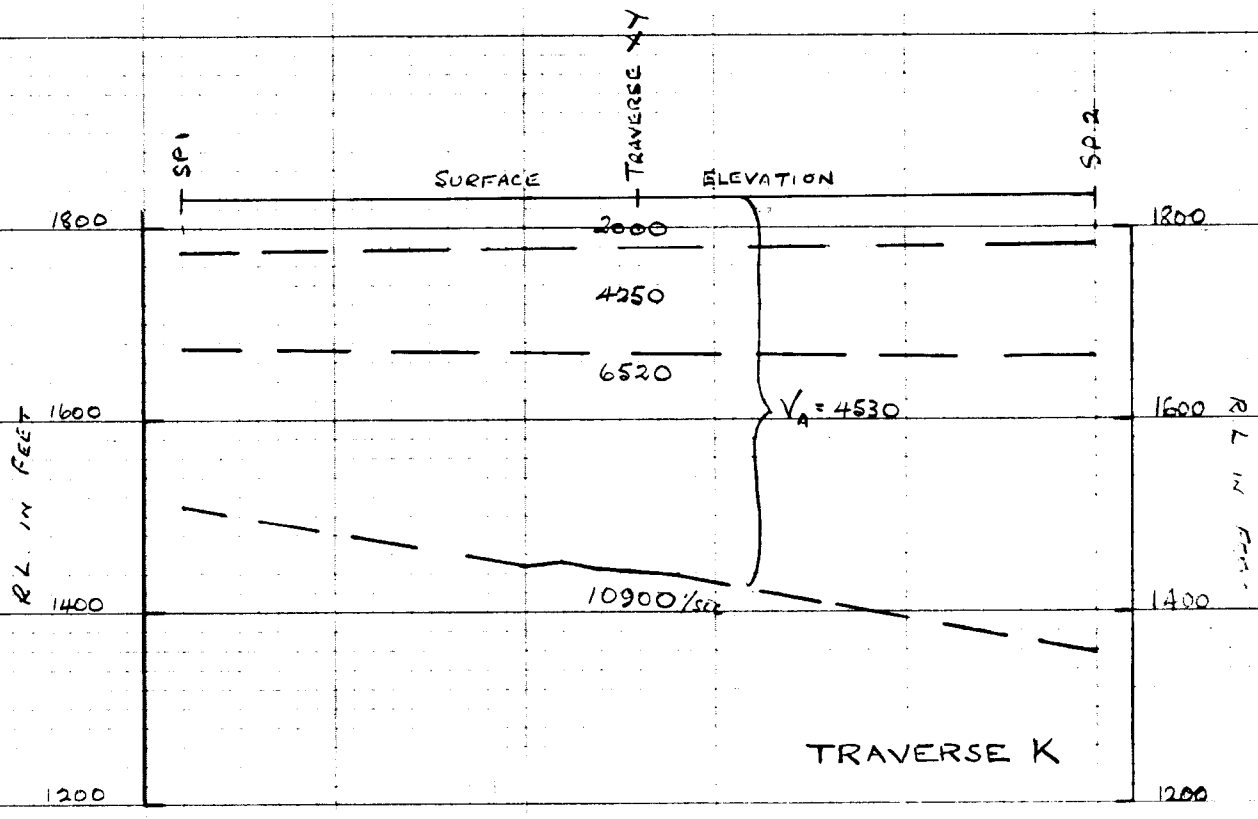 TRAVERSE XY
SP1
SP.2
SURFACE ELEVATION
1800
2000
1800
4250
6520
1600
V_A = 4530
1600
R L. IN FEET
R L IN
1400
10900'/sec
1400
TRAVERSE K
1200
1200